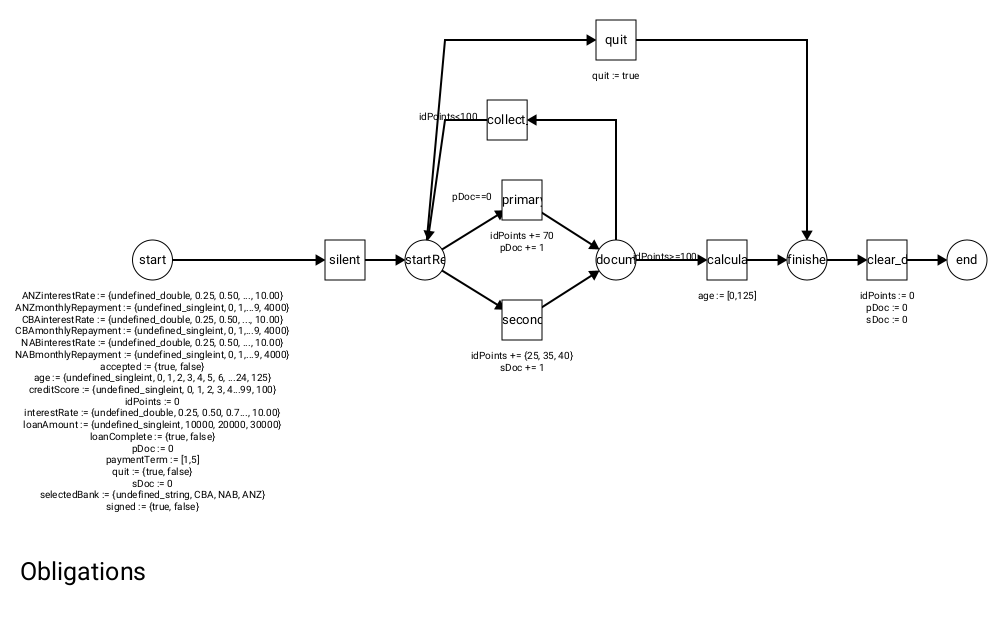 quit
quit := true
idPoints<100
collect_
pDoc==0
primary
idPoints += 70
pDoc += 1
start
silent
startRe
docum
idPoints>=100
calcula
finishe
clear_d
end
second
idPoints += {25, 35, 40}
sDoc += 1
age := [0,125]
idPoints := 0
pDoc := 0
sDoc := 0
ANZinterestRate := {undefined_double, 0.25, 0.50, ..., 10.00}
ANZmonthlyRepayment := {undefined_singleint, 0, 1,...9, 4000}
CBAinterestRate := {undefined_double, 0.25, 0.50, ..., 10.00}
CBAmonthlyRepayment := {undefined_singleint, 0, 1,...9, 4000}
NABinterestRate := {undefined_double, 0.25, 0.50, ..., 10.00}
NABmonthlyRepayment := {undefined_singleint, 0, 1,...9, 4000}
accepted := {true, false}
age := {undefined_singleint, 0, 1, 2, 3, 4, 5, 6, ...24, 125}
creditScore := {undefined_singleint, 0, 1, 2, 3, 4...99, 100}
idPoints := 0
interestRate := {undefined_double, 0.25, 0.50, 0.7..., 10.00}
loanAmount := {undefined_singleint, 10000, 20000, 30000}
loanComplete := {true, false}
pDoc := 0
paymentTerm := [1,5]
quit := {true, false}
sDoc := 0
selectedBank := {undefined_string, CBA, NAB, ANZ}
signed := {true, false}
Obligations